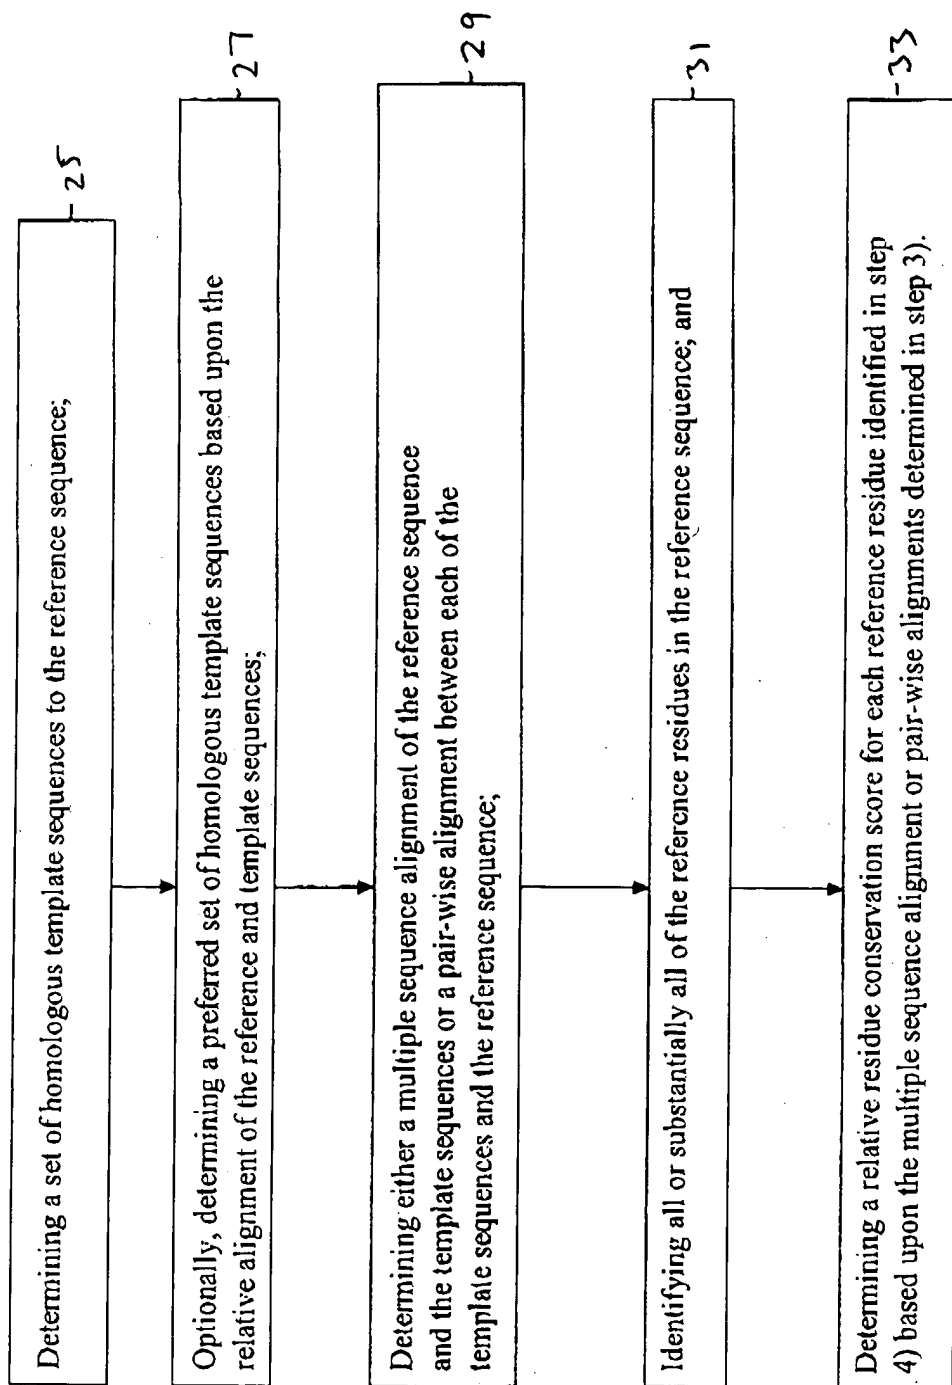 Determining a set of homologous template sequences to the reference sequence;
25
Optionally, determining a preferred set of homologous template sequences based upon the
relative alignment of the reference and template sequences;
27
Determining either a multiple sequence alignment of the reference sequence
and the template sequences or a pair-wise alignment between each of the
template sequences and the reference sequence;
29
Identifying all or substantially all of the reference residues in the reference sequence; and
31
Determining a relative residue conservation score for each reference residue identified in step
4) based upon the multiple sequence alignment or pair-wise alignments determined in step 3).
33